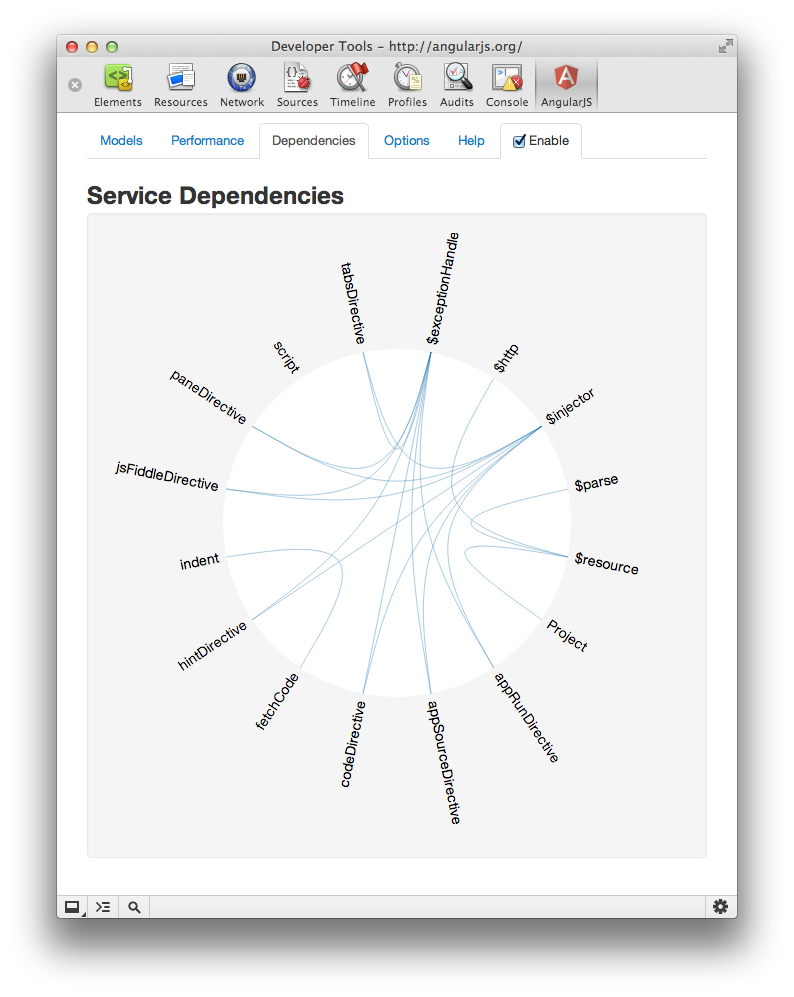 Developer Tools - http://angularjs.org/
Elements Resources Network Sources Timeline Profiles Audits Console AngularJS
Models Performance Dependencies Options Help Enable
Service Dependencies
$exceptionHandle
$http
$injector
$parse
$resource
Project
appRunDirective
appSourceDirective
codeDirective
fetchCode
hintDirective
indent
jsFiddleDirective
paneDirective
script
tabsDirective